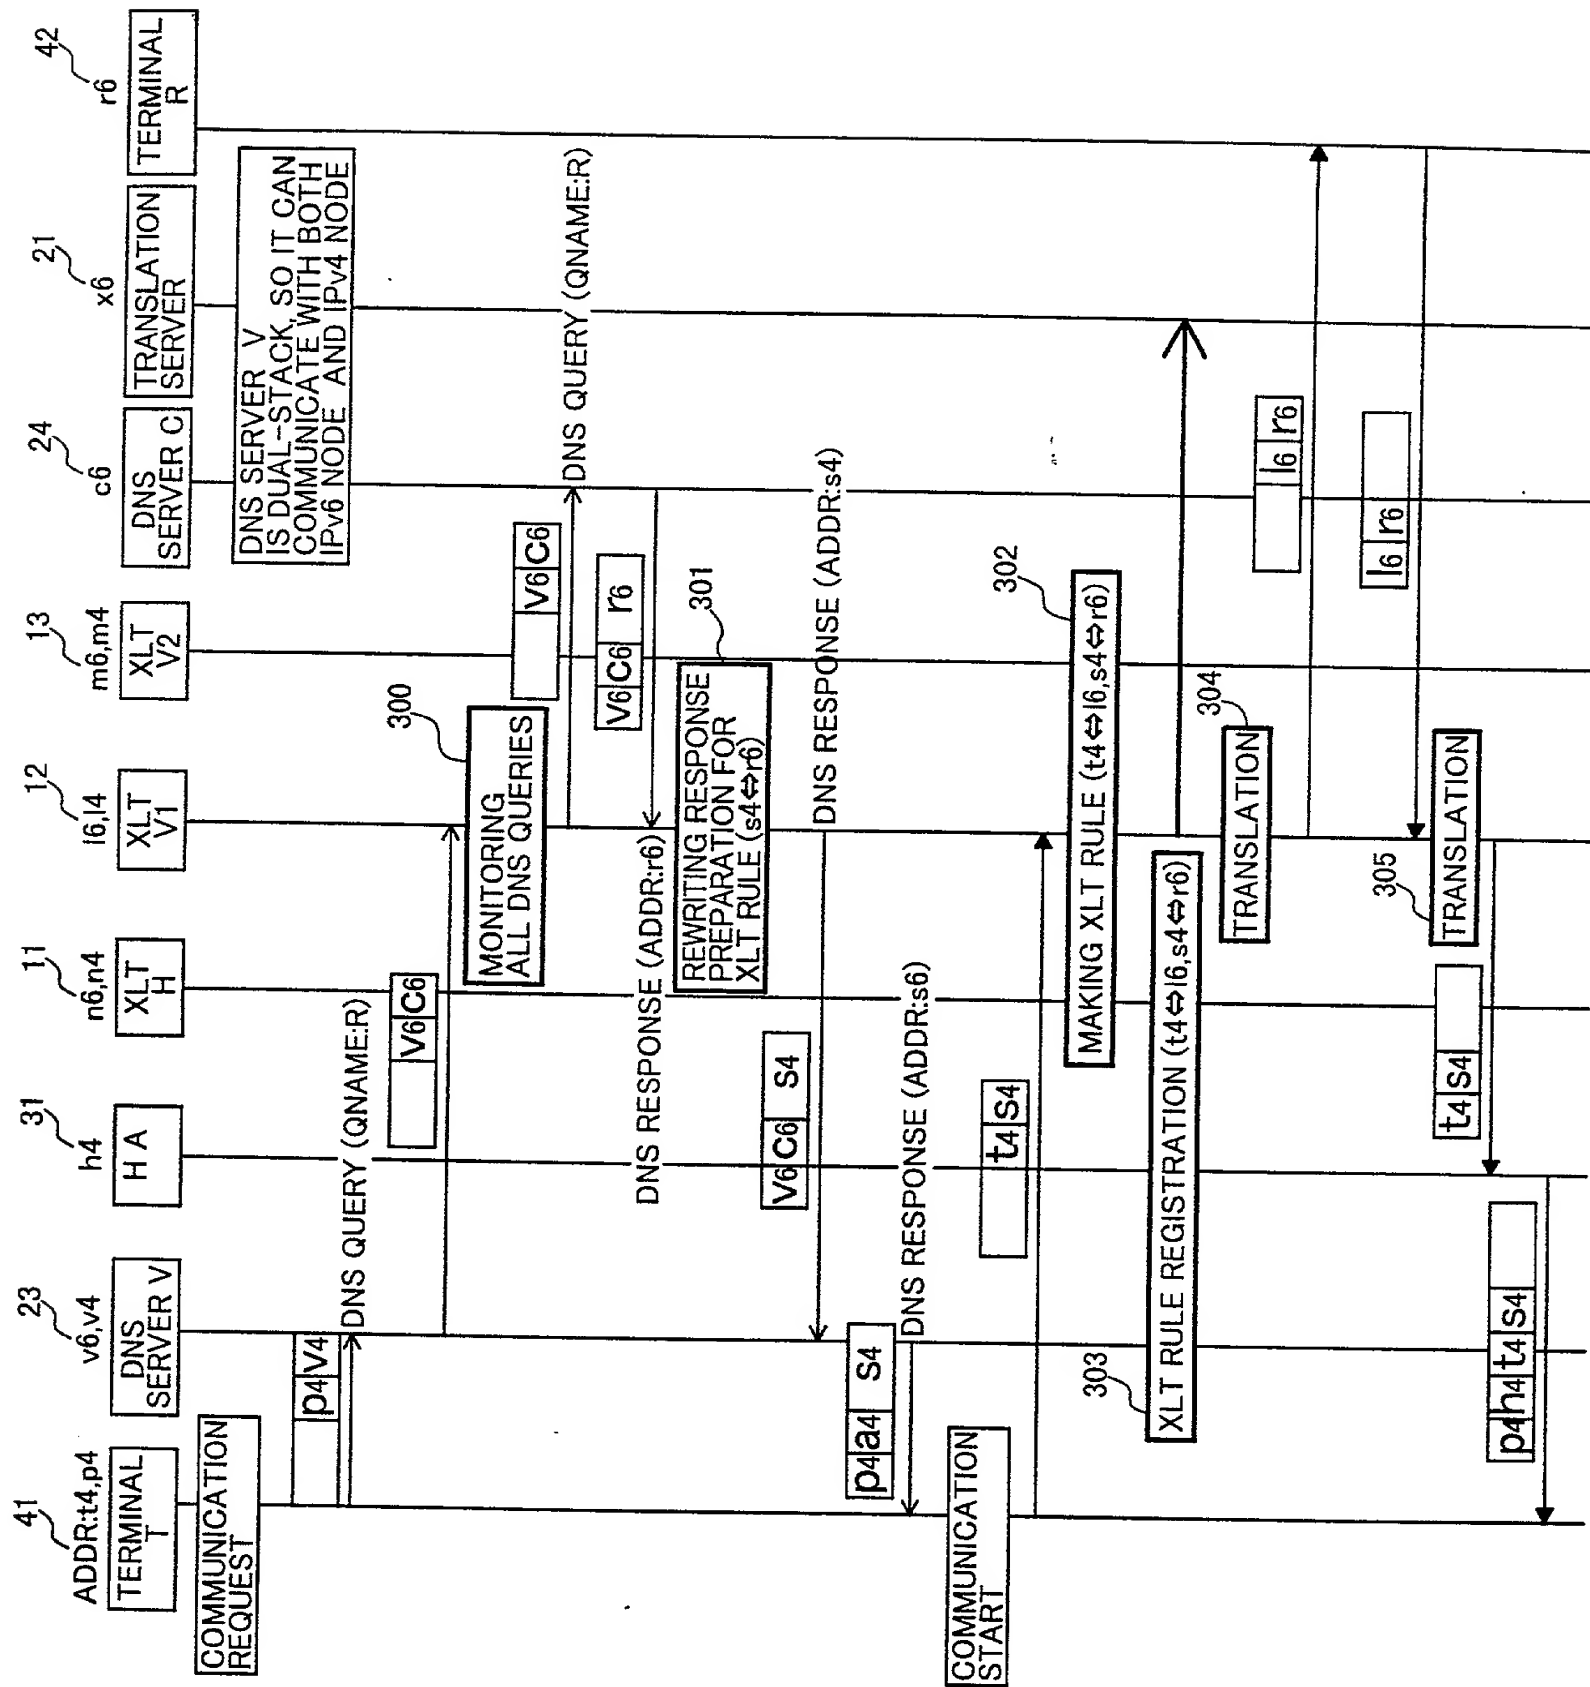 41
ADDR:t4,p4
TERMINAL
T
23
v6,v4
DNS
SERVER V
31
h4
H A
11
n6,n4
XLT
H
12
l6,l4
XLT
V1
13
m6,m4
XLT
V2
24
c6
DNS
SERVER C
21
x6
TRANSLATION
SERVER
42
r6
TERMINAL
R
COMMUNICATION
REQUEST
DNS SERVER V
IS DUAL-STACK, SO IT CAN
COMMUNICATE WITH BOTH
IPv6 NODE AND IPv4 NODE
p4 v4
DNS QUERY (QNAME:R)
v6 c6
300
MONITORING
ALL DNS QUERIES
v6 c6
DNS QUERY (QNAME:R)
v6 c6 r6
DNS RESPONSE (ADDR:r6)
301
REWRITING RESPONSE
PREPARATION FOR
XLT RULE (s4⇔r6)
v6 c6 s4
DNS RESPONSE (ADDR:s4)
p4 a4 s4
DNS RESPONSE (ADDR:s6)
COMMUNICATION
START
t4 s4
302
MAKING XLT RULE (t4⇔l6,s4⇔r6)
303
XLT RULE REGISTRATION (t4⇔l6,s4⇔r6)
304
TRANSLATION
l6 r6
l6 r6
305
TRANSLATION
t4 s4
p4 h4 t4 s4